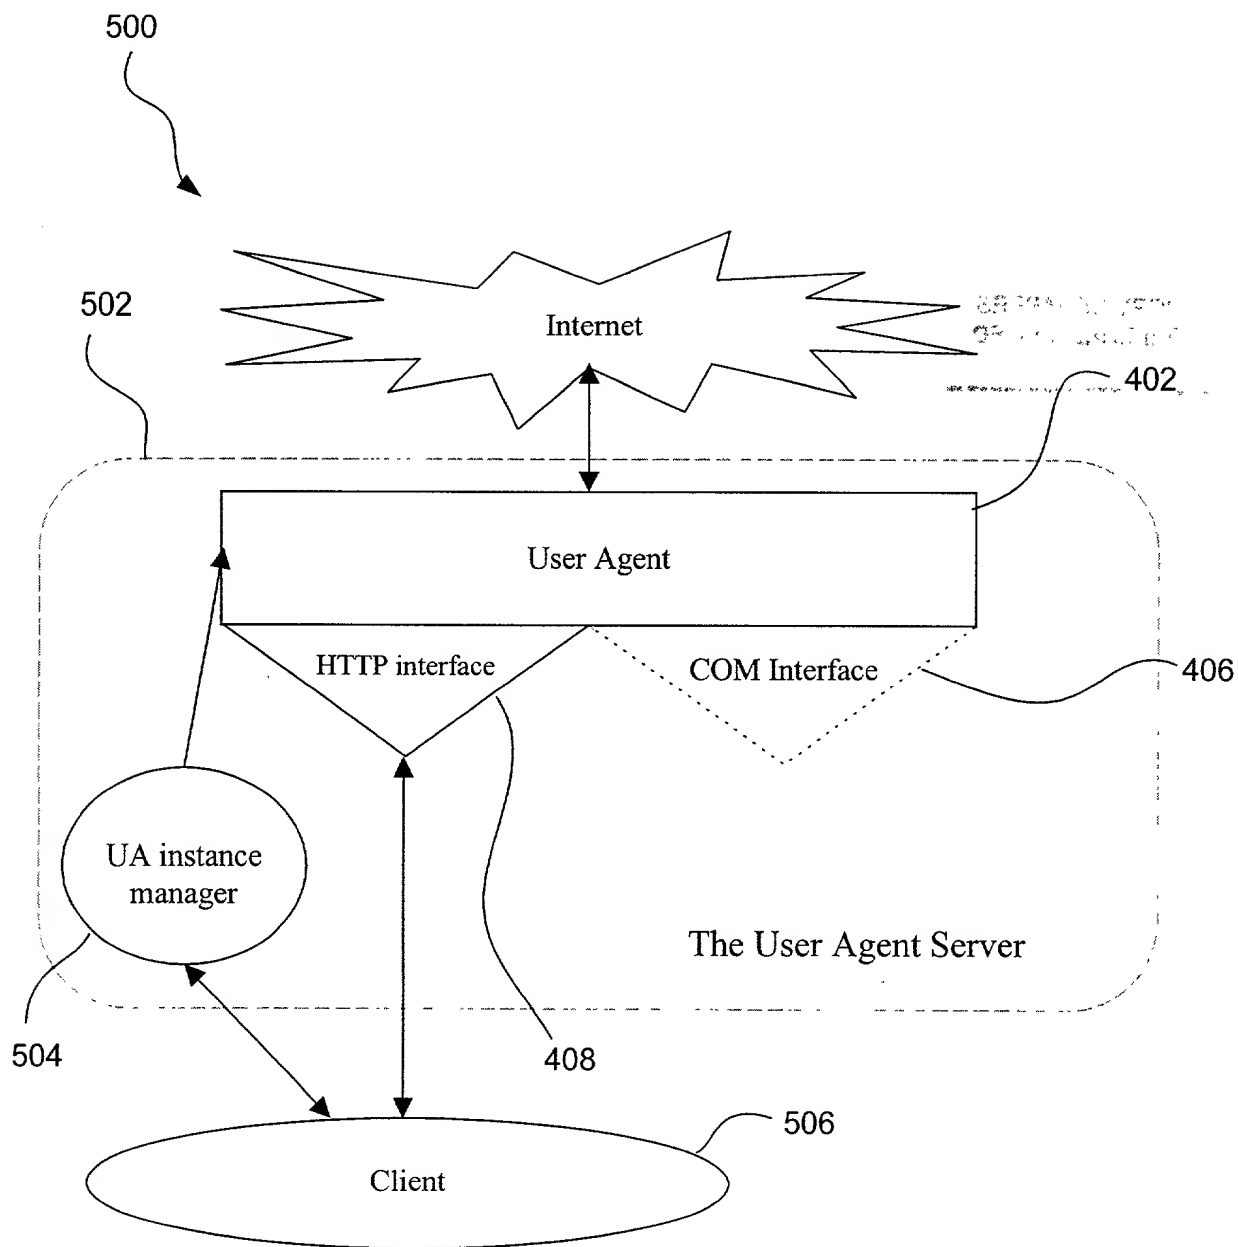 500
502
Internet
402
User Agent
HTTP interface
COM Interface
406
UA instance
manager
The User Agent Server
504
408
506
Client